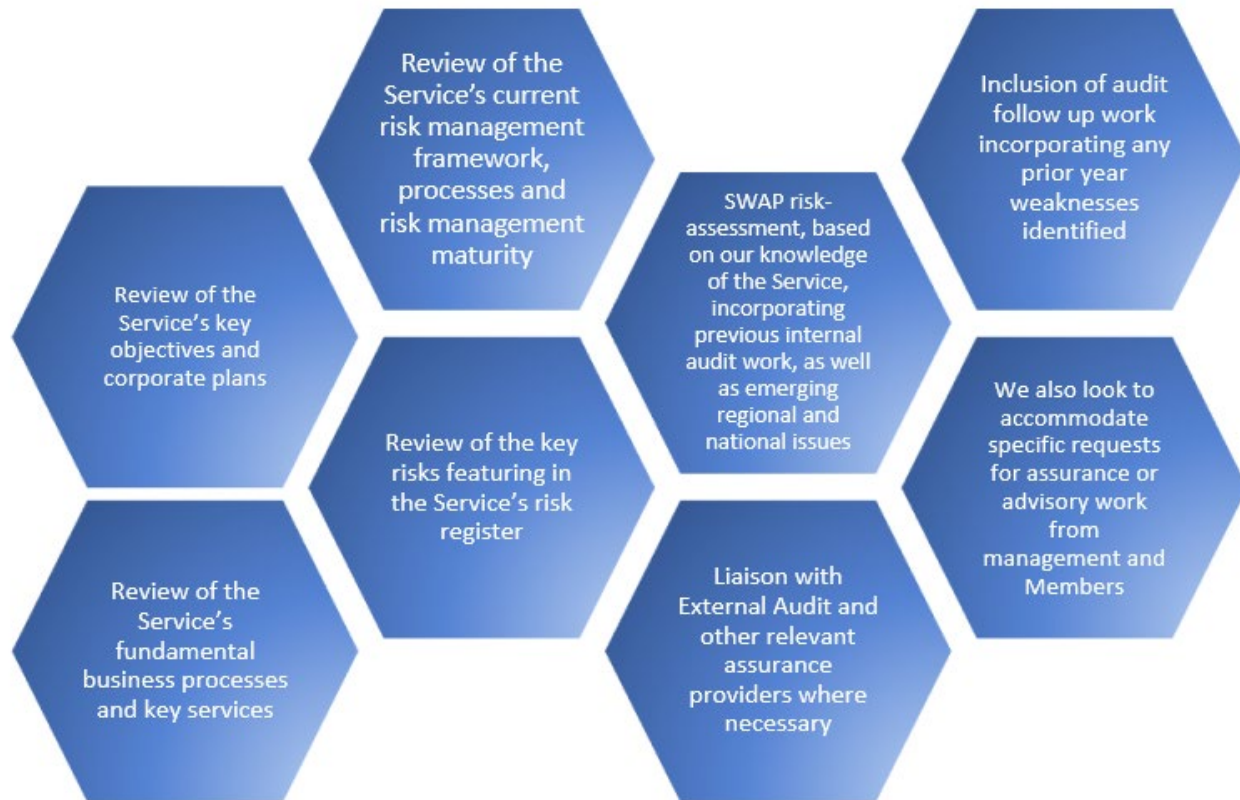 Review of the
Service’s current
risk management
framework,
processes and
risk management
maturity
Inclusion of audit
follow up work
incorporating any
prior year
weaknesses
identified
SWAP risk-
assessment, based
on our knowledge
of the Service,
incorporating
previous internal
audit work, as well
as emerging
regional and
national issues
Review of the
Service’s key
objectives and
corporate plans
Review of the key
risks featuring in
the Service’s risk
register
We also look to
accommodate
specific requests
for assurance or
advisory work
from
management and
Members
Review of the
Service’s
fundamental
business processes
and key services
Liaison with
External Audit and
other relevant
assurance
providers where
necessary